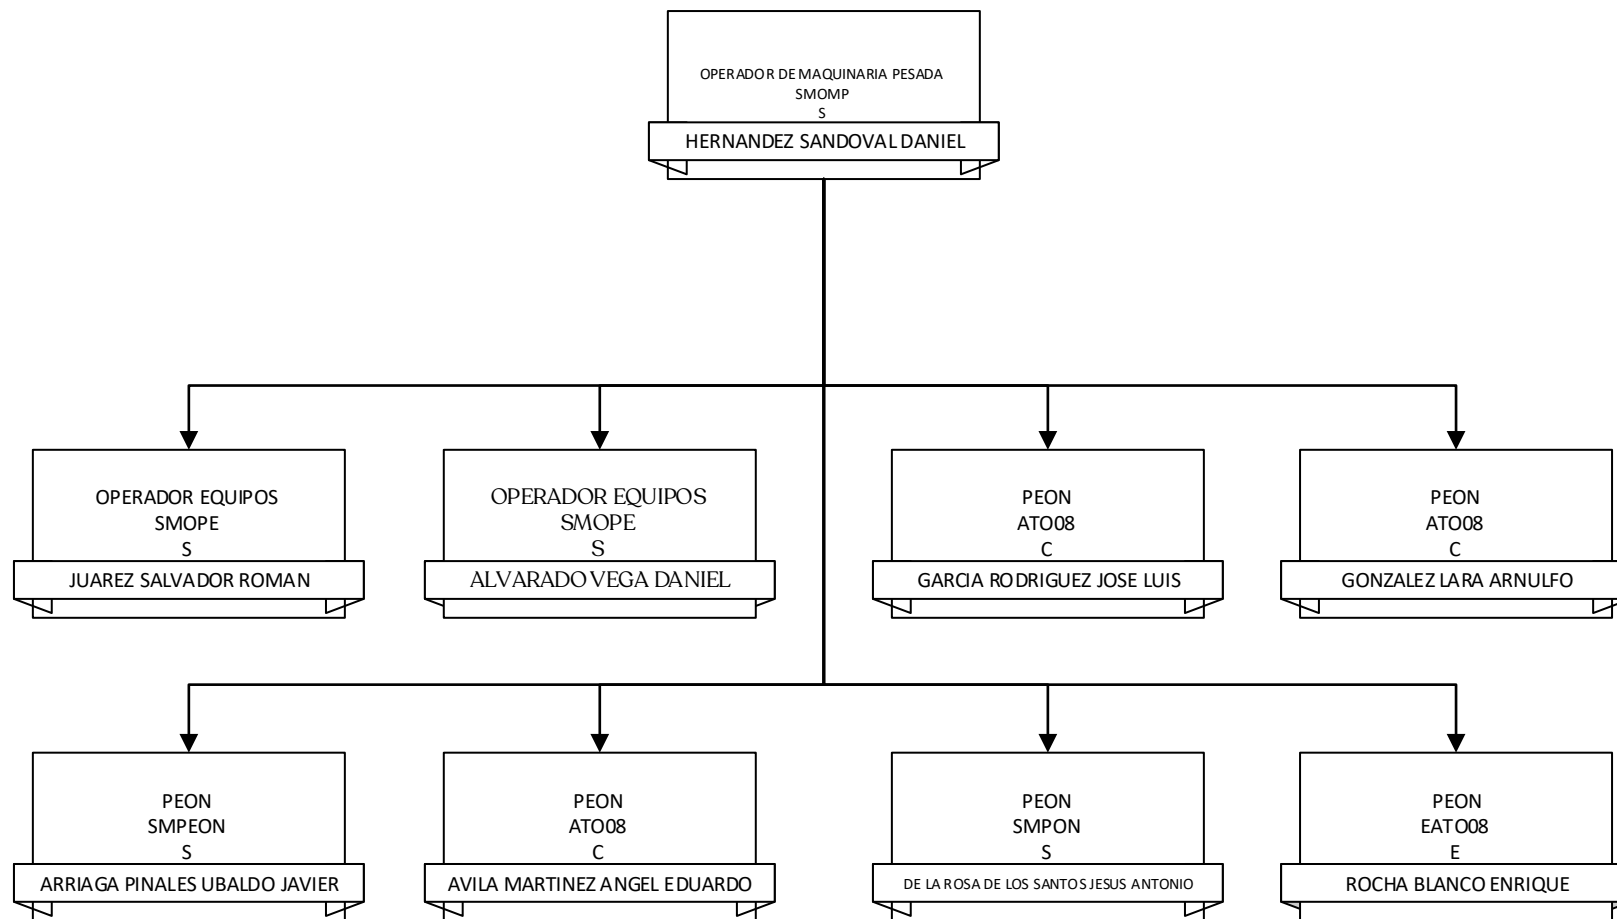 OPERADOR DE MAQUINARIA PESADA
SMOMP
S
HERNANDEZ SANDOVAL DANIEL
OPERADOR EQUIPOS
SMOPE
S
JUAREZ SALVADOR ROMAN
OPERADOR EQUIPOS
SMOPE
S
ALVARADO VEGA DANIEL
PEON
ATO08
C
GARCIA RODRIGUEZ JOSE LUIS
PEON
ATO08
C
GONZALEZ LARA ARNULFO
PEON
SMPEON
S
ARRIAGA PINALES UBALDO JAVIER
PEON
ATO08
C
AVILA MARTINEZ ANGEL EDUARDO
PEON
SMPON
S
DE LA ROSA DE LOS SANTOS JESUS ANTONIO
PEON
EATO08
E
ROCHA BLANCO ENRIQUE